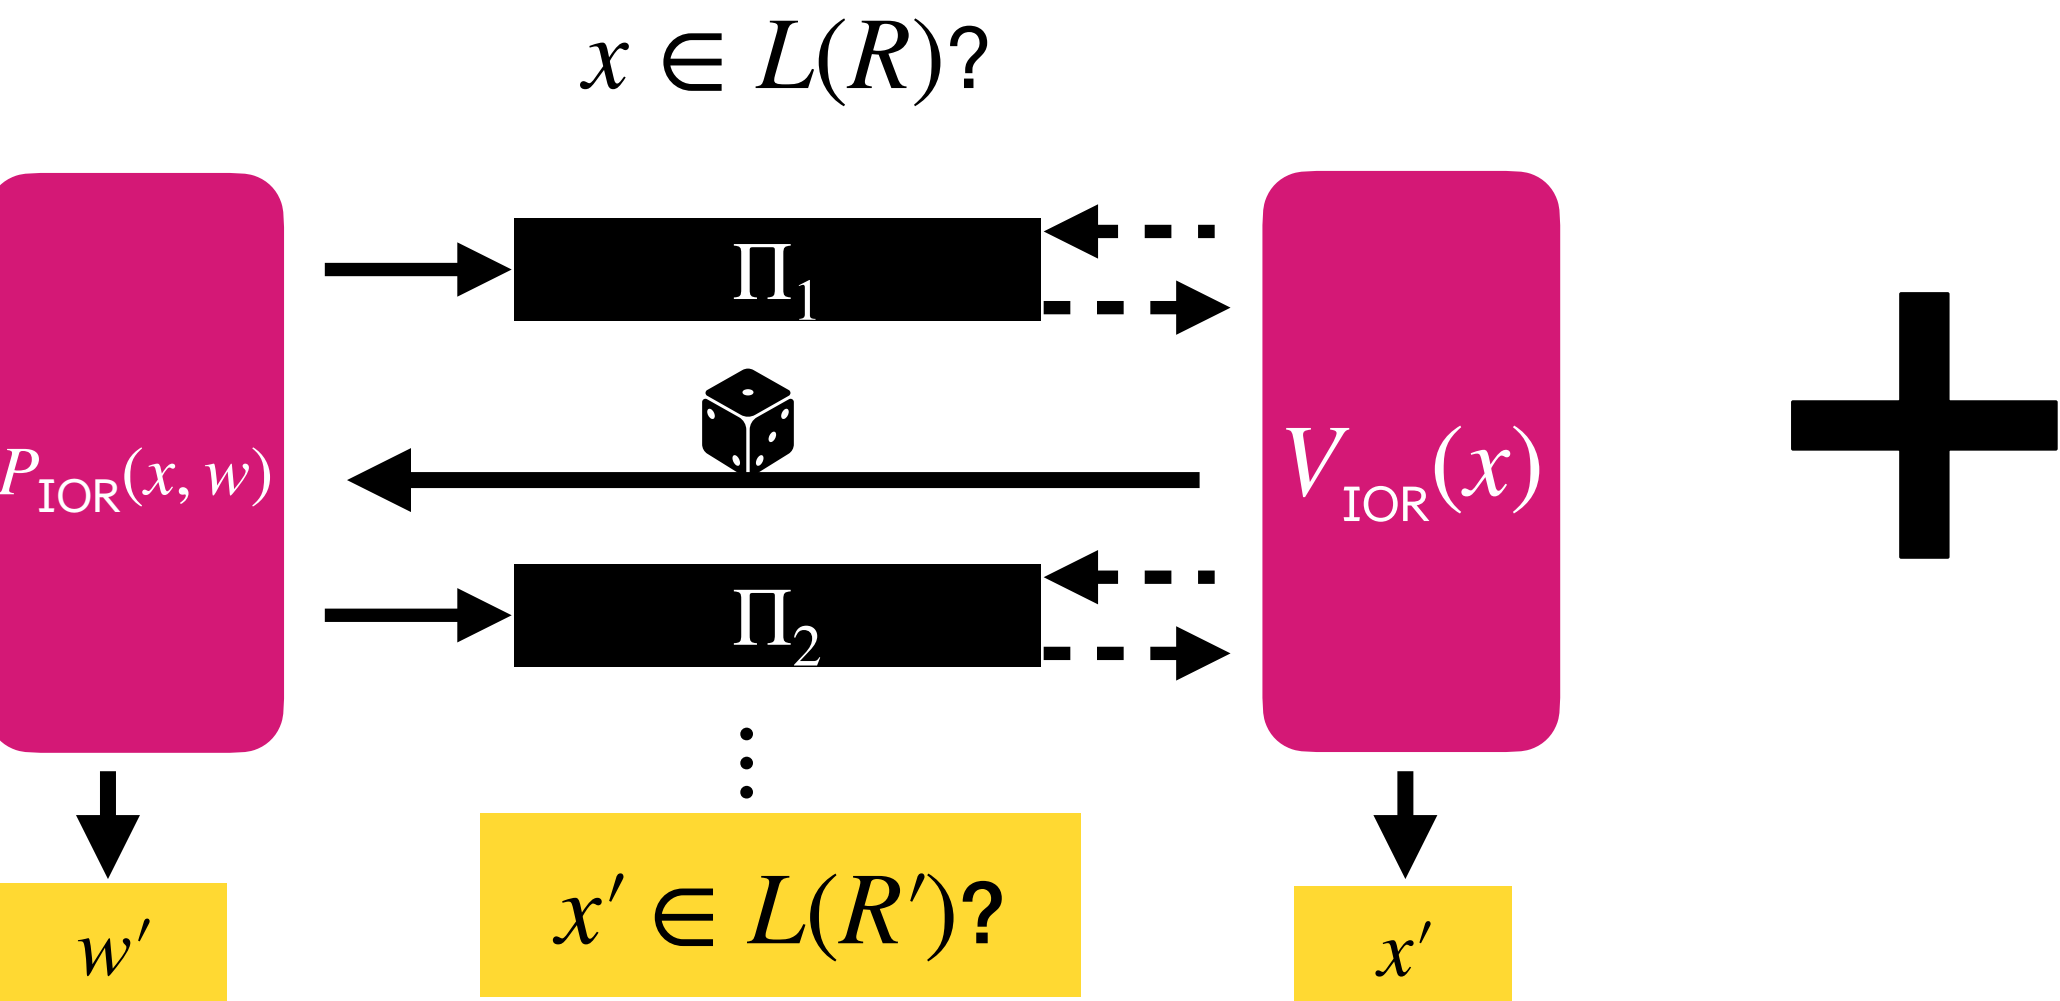 x ∈ L(R)?
Π₁
P_IOR(x, w)
V_IOR(x)
Π₂
⋮
x′ ∈ L(R′)?
w′
x′